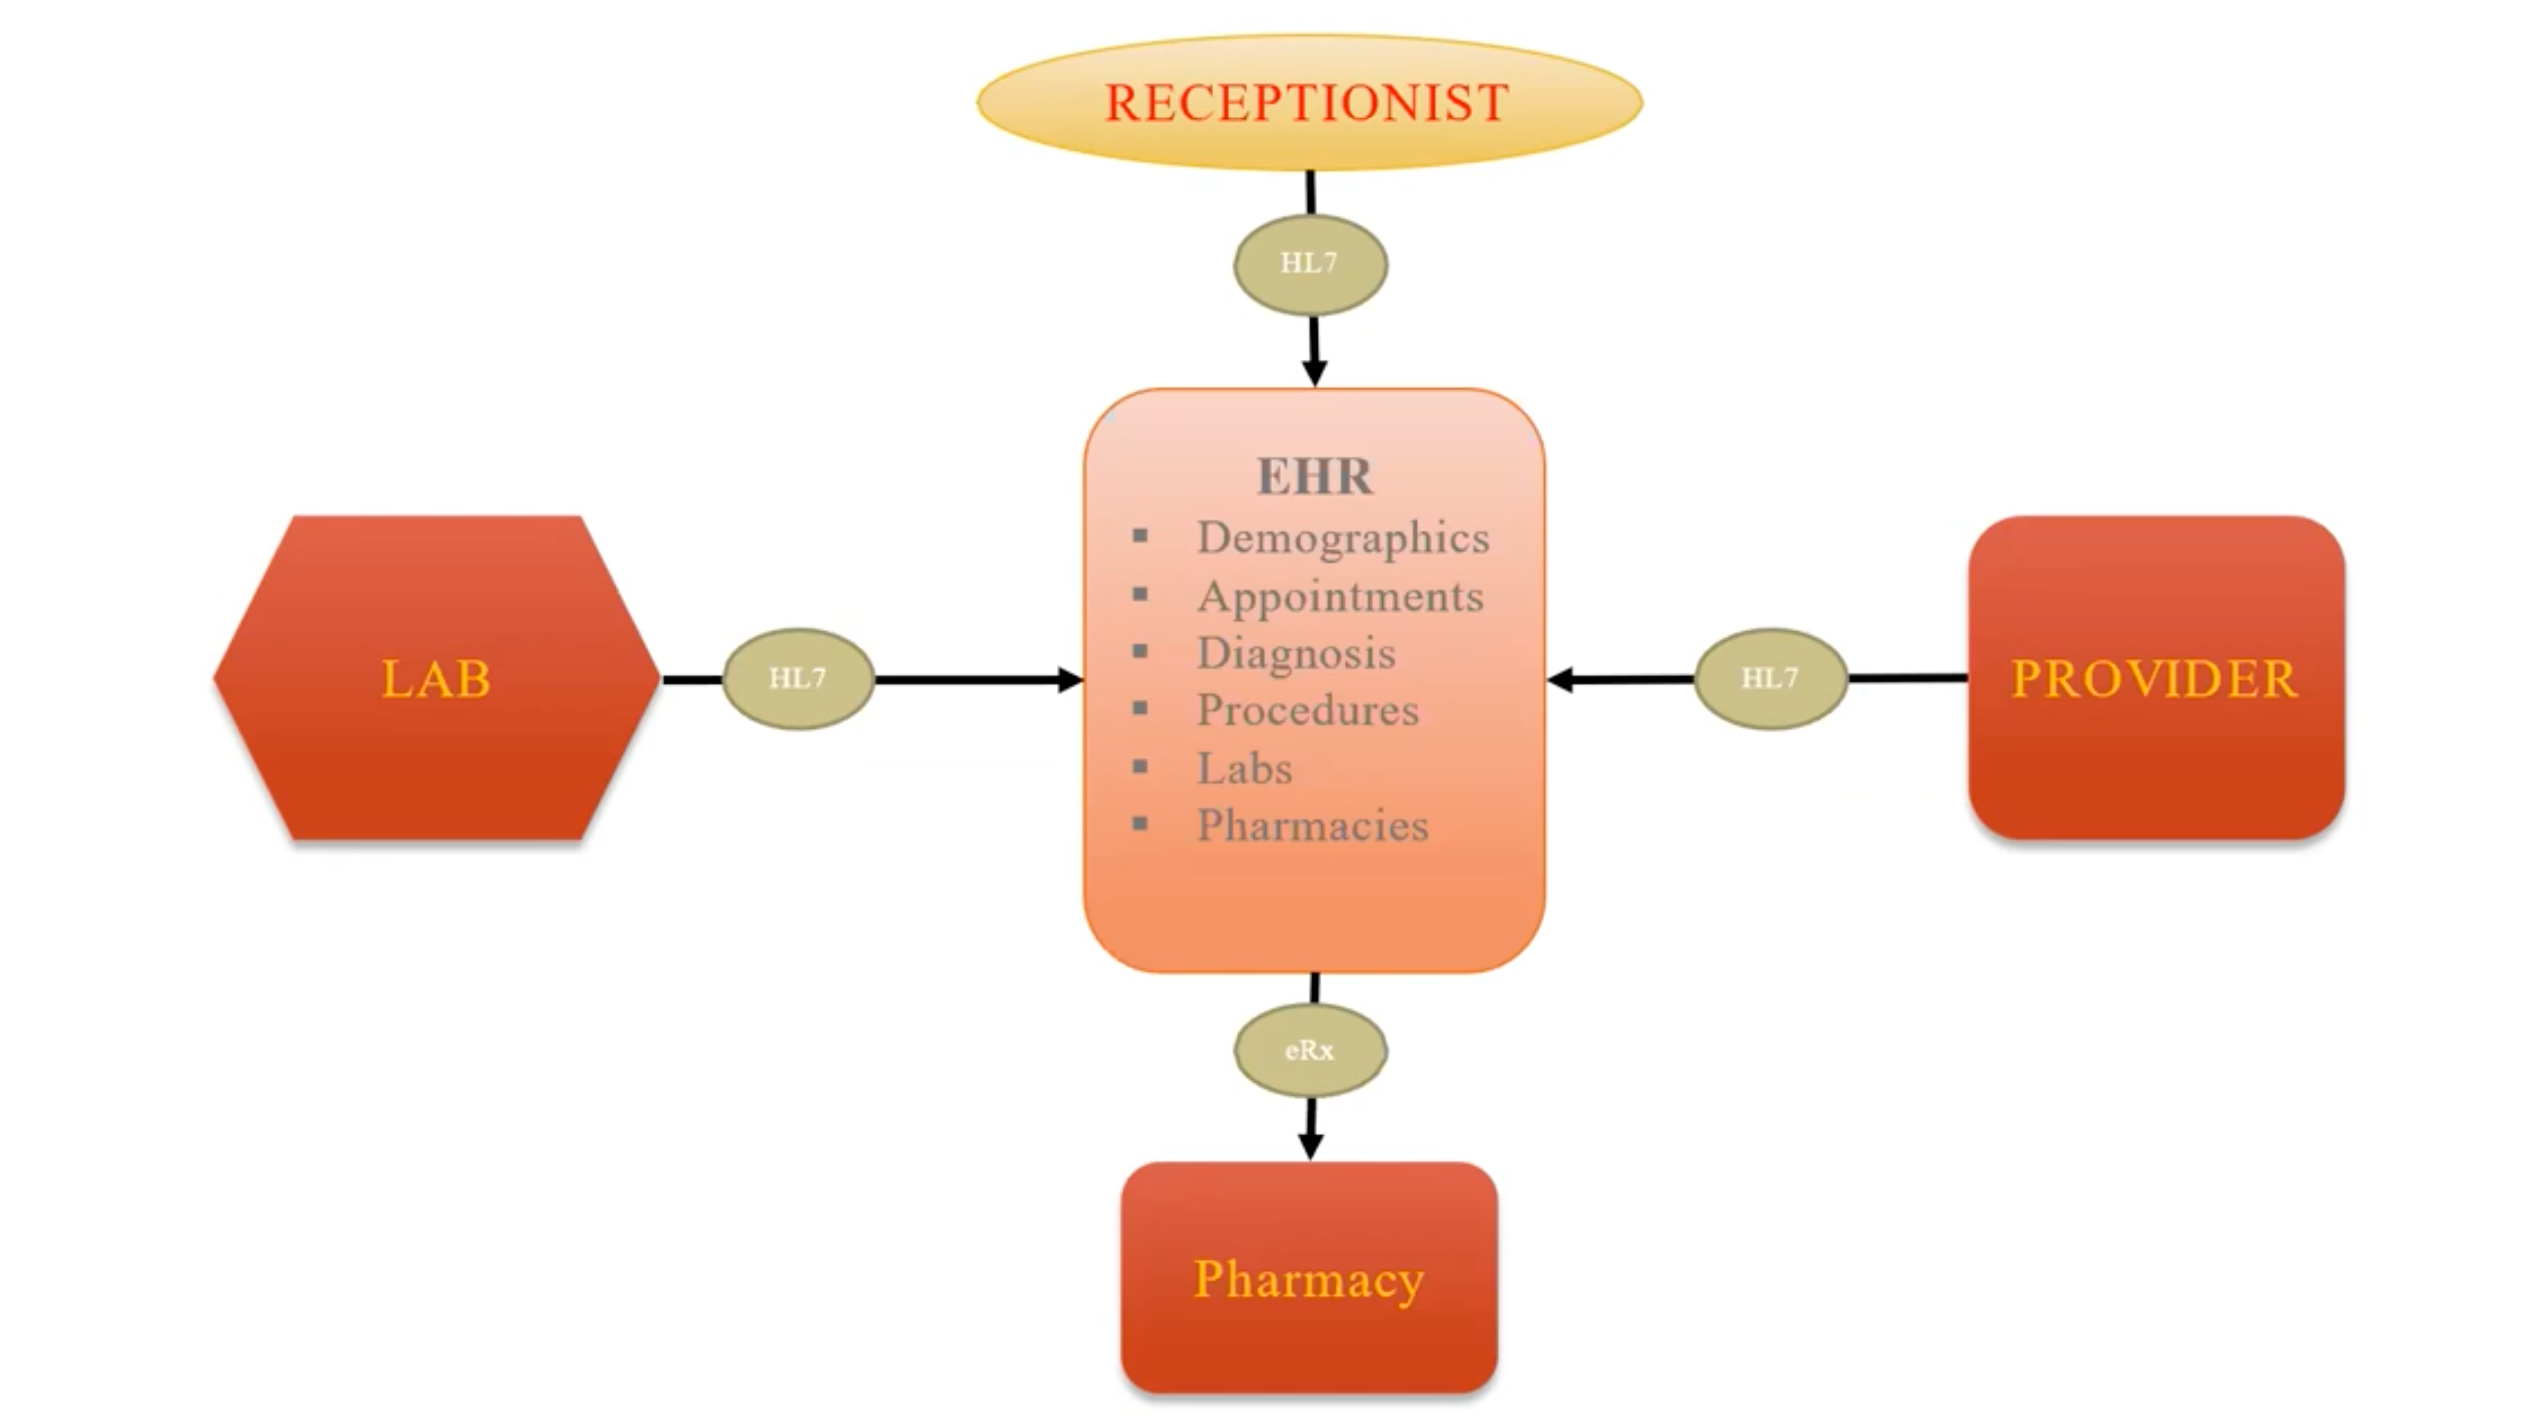 RECEPTIONIST
HL7
EHR
▪ Demographics
▪ Appointments
▪ Diagnosis
▪ Procedures
▪ Labs
▪ Pharmacies
LAB
HL7
HL7
PROVIDER
eRx
Pharmacy